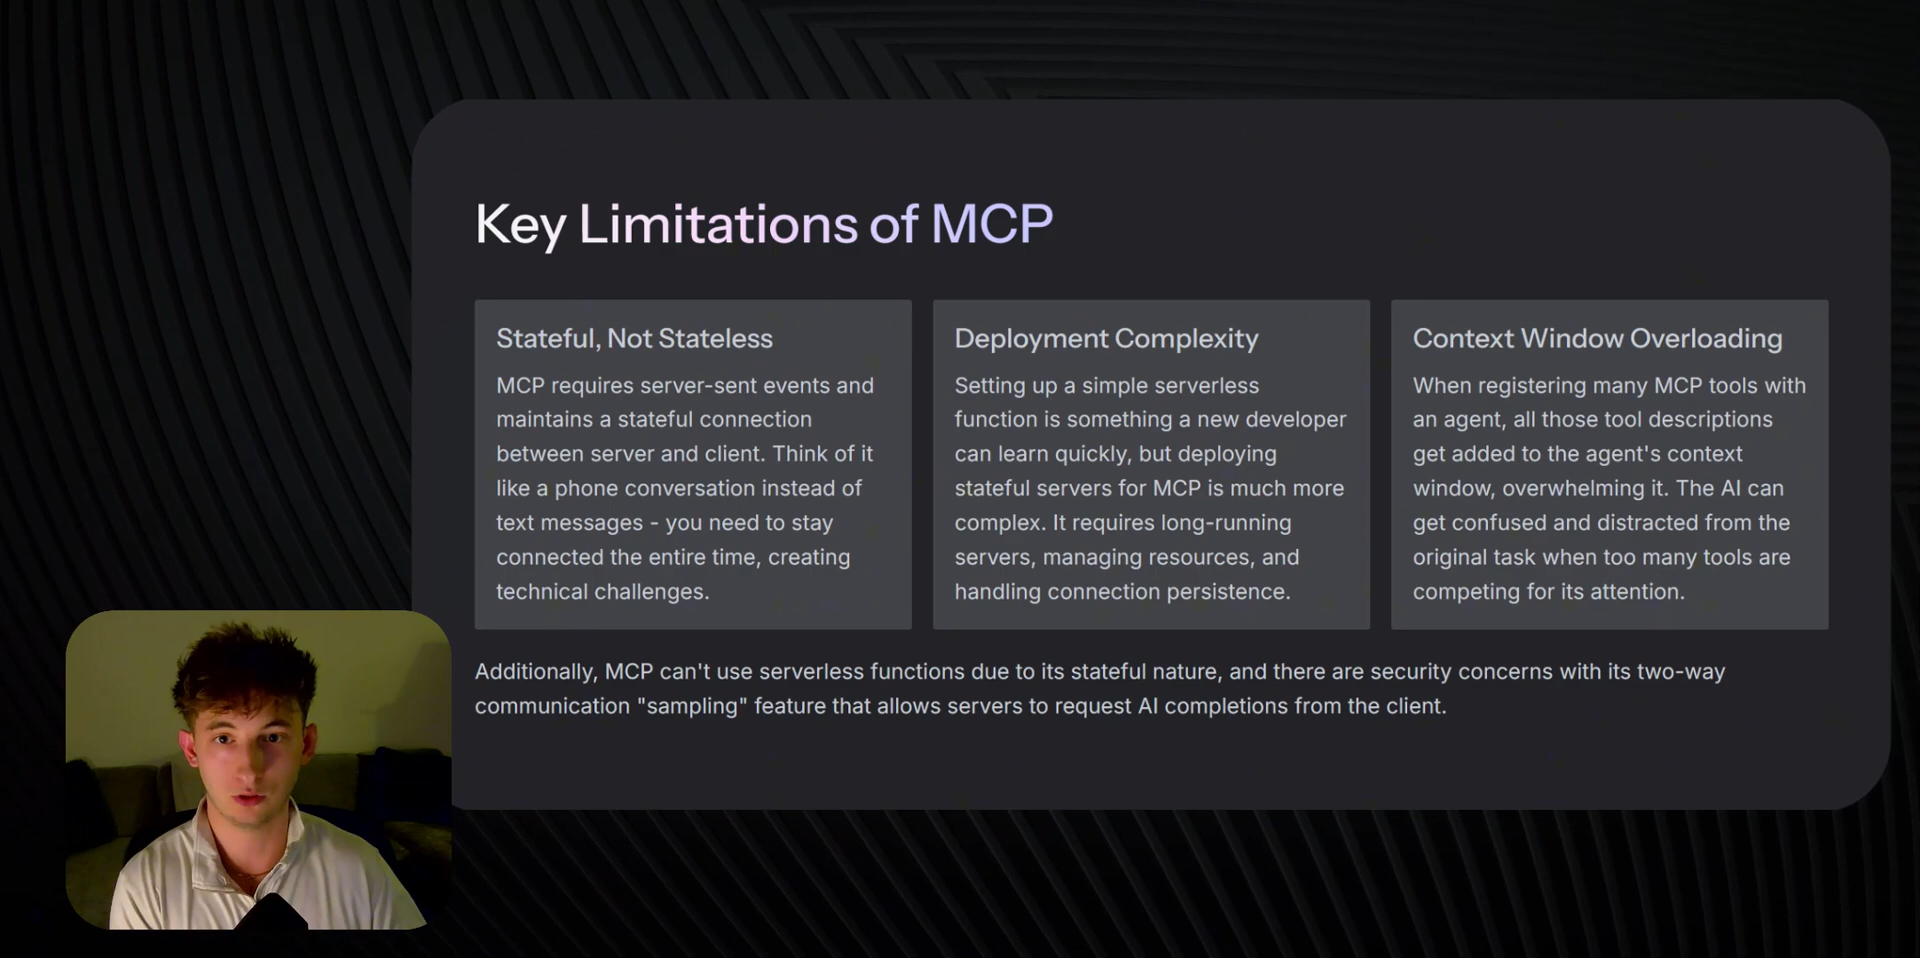 Key Limitations of MCP
Stateful, Not Stateless
MCP requires server-sent events and
maintains a stateful connection
between server and client. Think of it
like a phone conversation instead of
text messages - you need to stay
connected the entire time, creating
technical challenges.
Deployment Complexity
Setting up a simple serverless
function is something a new developer
can learn quickly, but deploying
stateful servers for MCP is much more
complex. It requires long-running
servers, managing resources, and
handling connection persistence.
Context Window Overloading
When registering many MCP tools with
an agent, all those tool descriptions
get added to the agent's context
window, overwhelming it. The AI can
get confused and distracted from the
original task when too many tools are
competing for its attention.
Additionally, MCP can't use serverless functions due to its stateful nature, and there are security concerns with its two-way
communication "sampling" feature that allows servers to request AI completions from the client.